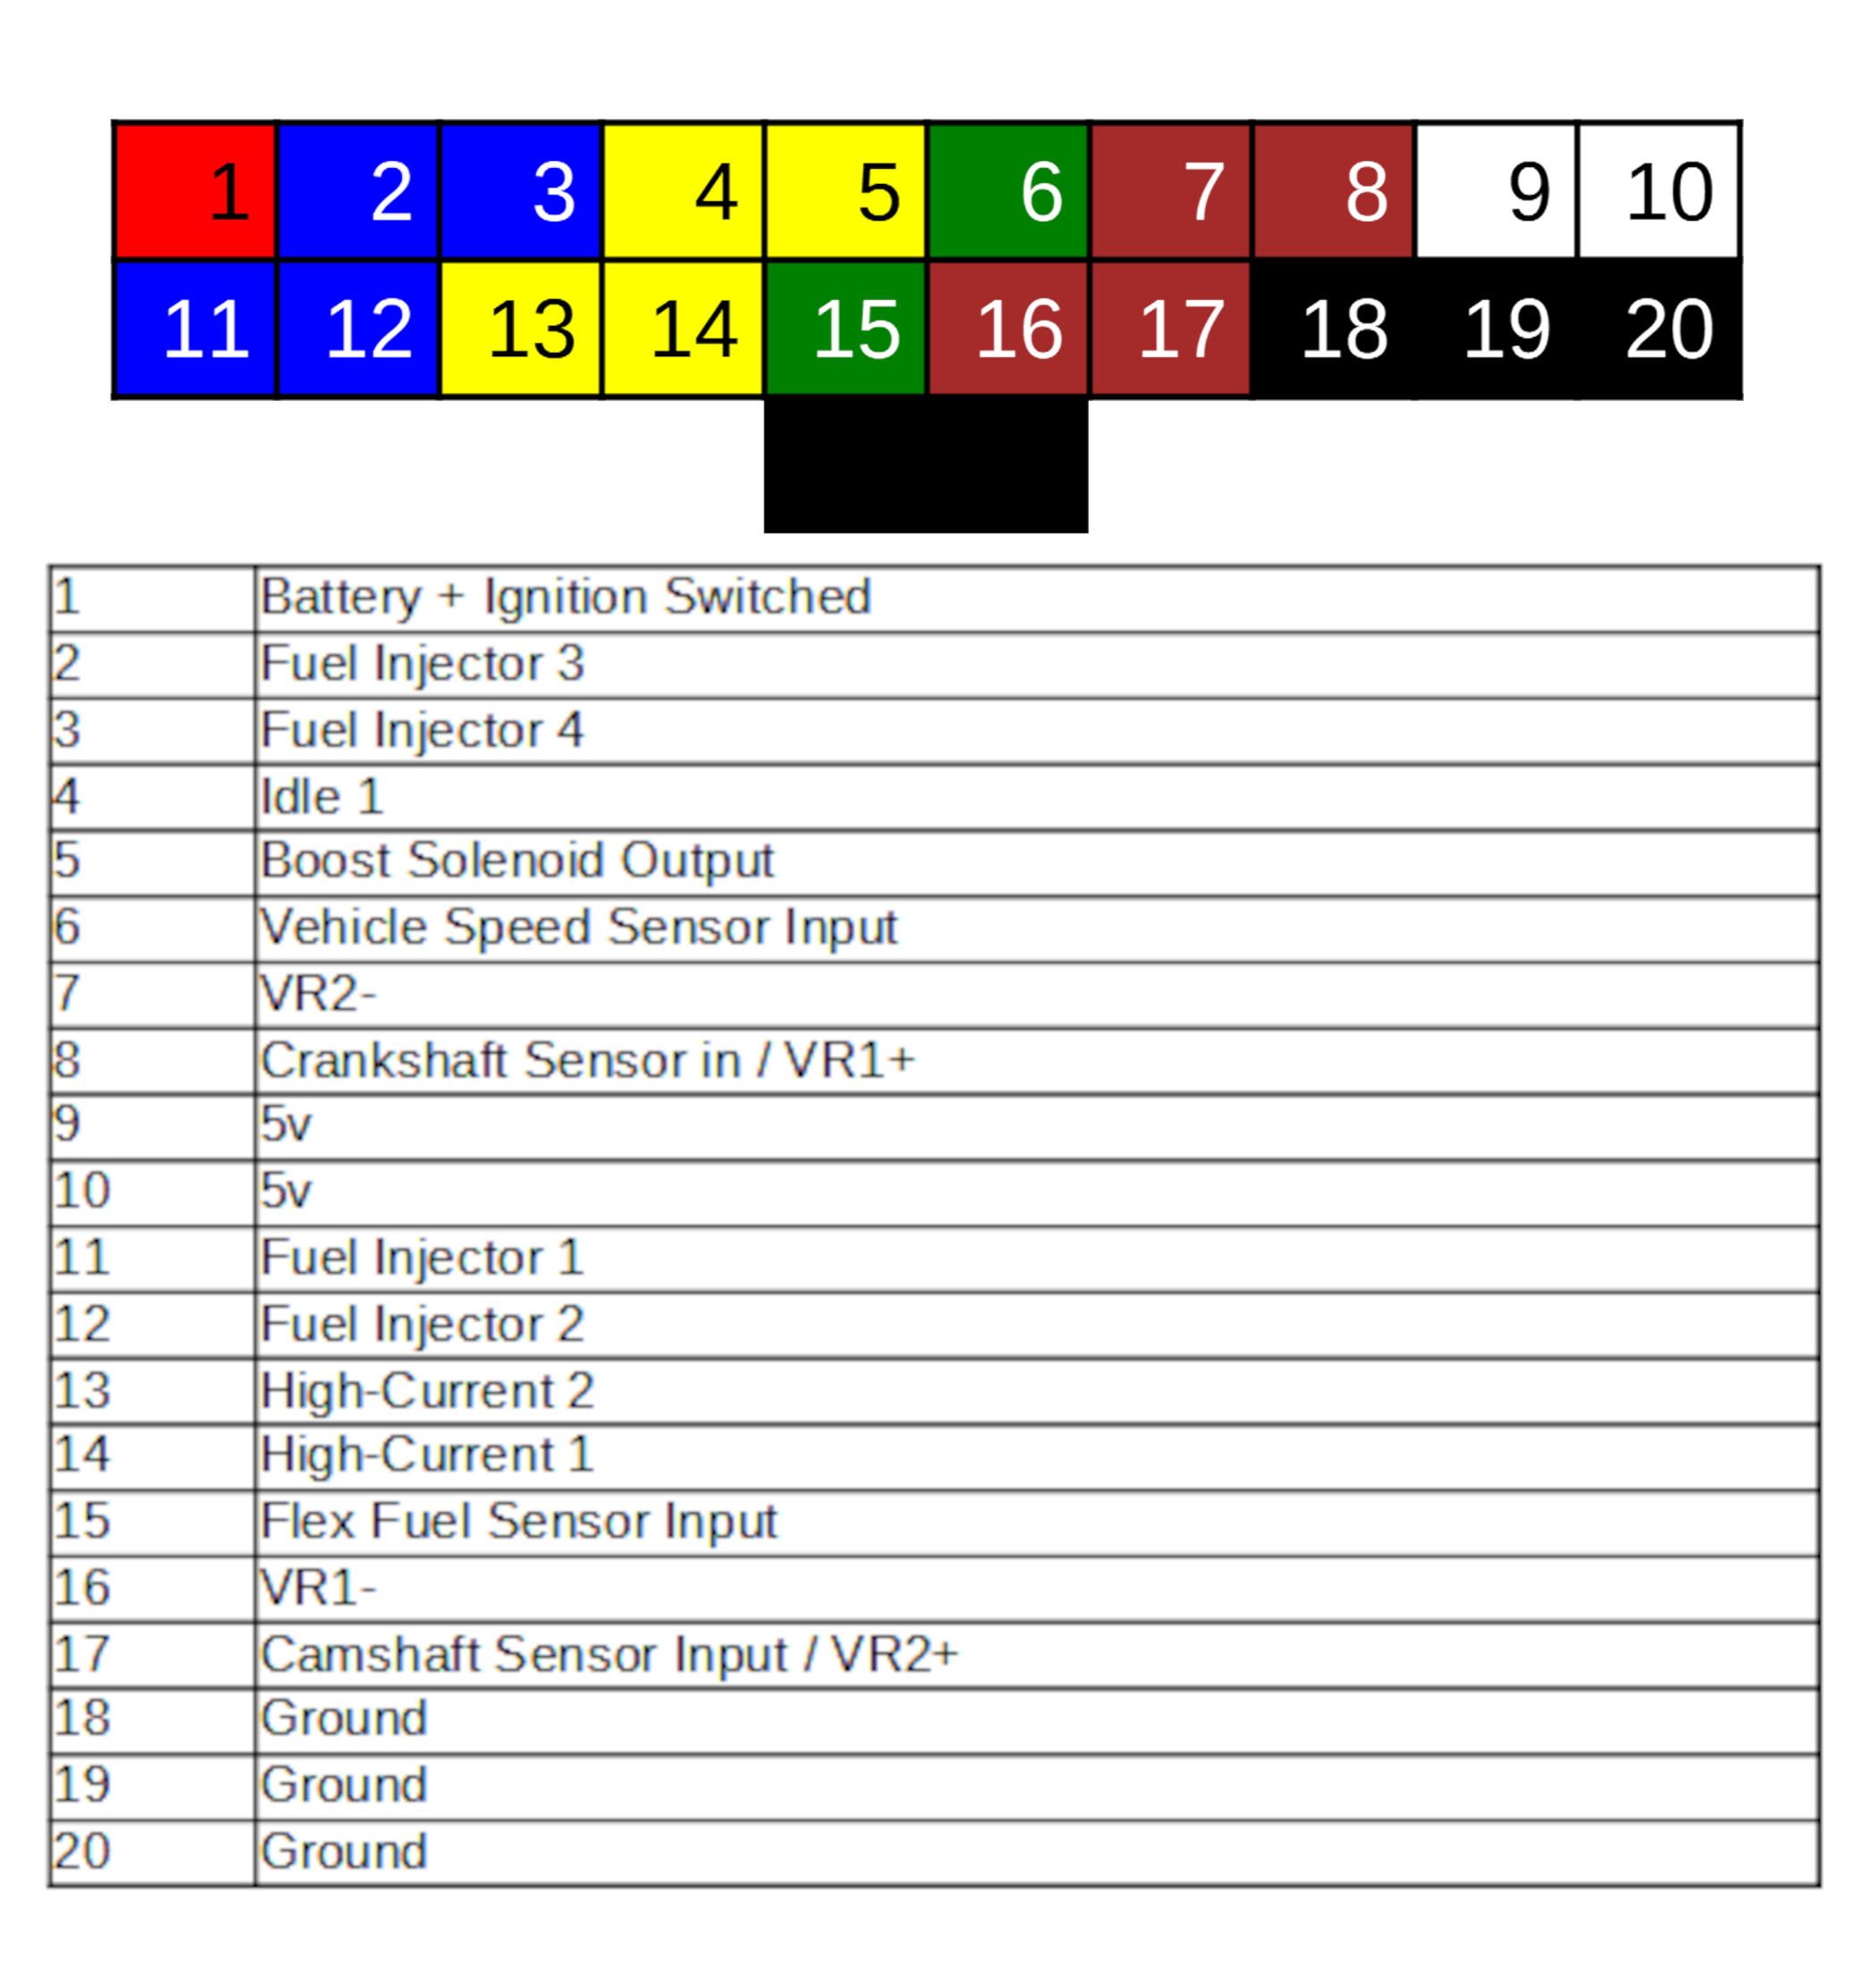 1 2 3 4 5 6 7 8 9 10
11 12 13 14 15 16 17 18 19 20
1 Battery + Ignition Switched
2 Fuel Injector 3
3 Fuel Injector 4
4 Idle 1
5 Boost Solenoid Output
6 Vehicle Speed Sensor Input
7 VR2-
8 Crankshaft Sensor in / VR1+
9 5v
10 5v
11 Fuel Injector 1
12 Fuel Injector 2
13 High-Current 2
14 High-Current 1
15 Flex Fuel Sensor Input
16 VR1-
17 Camshaft Sensor Input / VR2+
18 Ground
19 Ground
20 Ground